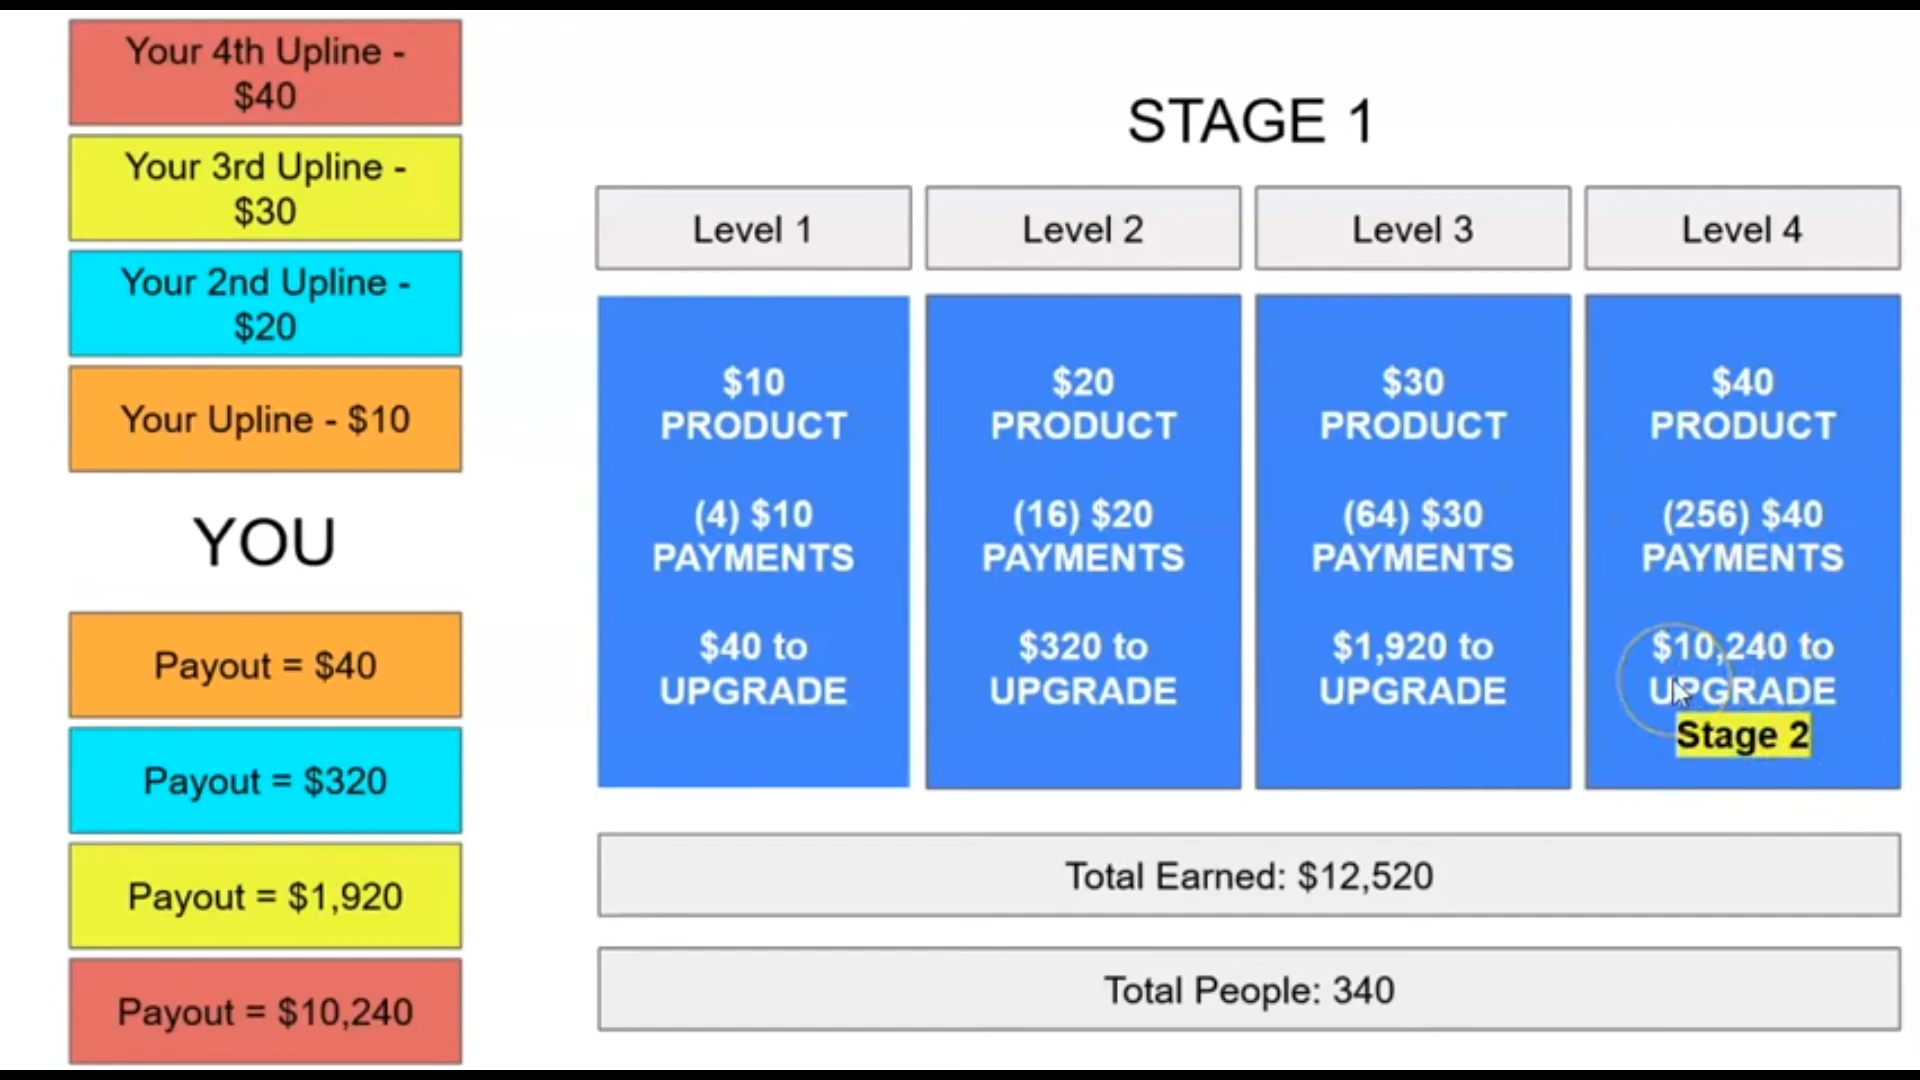 Your 4th Upline -
$40
Your 3rd Upline -
$30
Your 2nd Upline -
$20
Your Upline - $10
YOU
Payout = $40
Payout = $320
Payout = $1,920
Payout = $10,240
STAGE 1
Level 1
Level 2
Level 3
Level 4
$10
PRODUCT
(4) $10
PAYMENTS
$40 to
UPGRADE
$20
PRODUCT
(16) $20
PAYMENTS
$320 to
UPGRADE
$30
PRODUCT
(64) $30
PAYMENTS
$1,920 to
UPGRADE
$40
PRODUCT
(256) $40
PAYMENTS
$10,240 to
UPGRADE
Stage 2
Total Earned: $12,520
Total People: 340